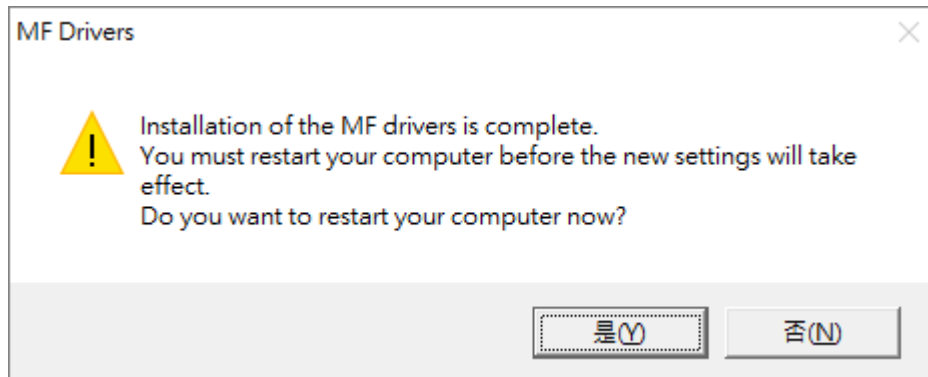 MF Drivers
Installation of the MF drivers is complete.
You must restart your computer before the new settings will take
effect.
Do you want to restart your computer now?
是(Y)
否(N)